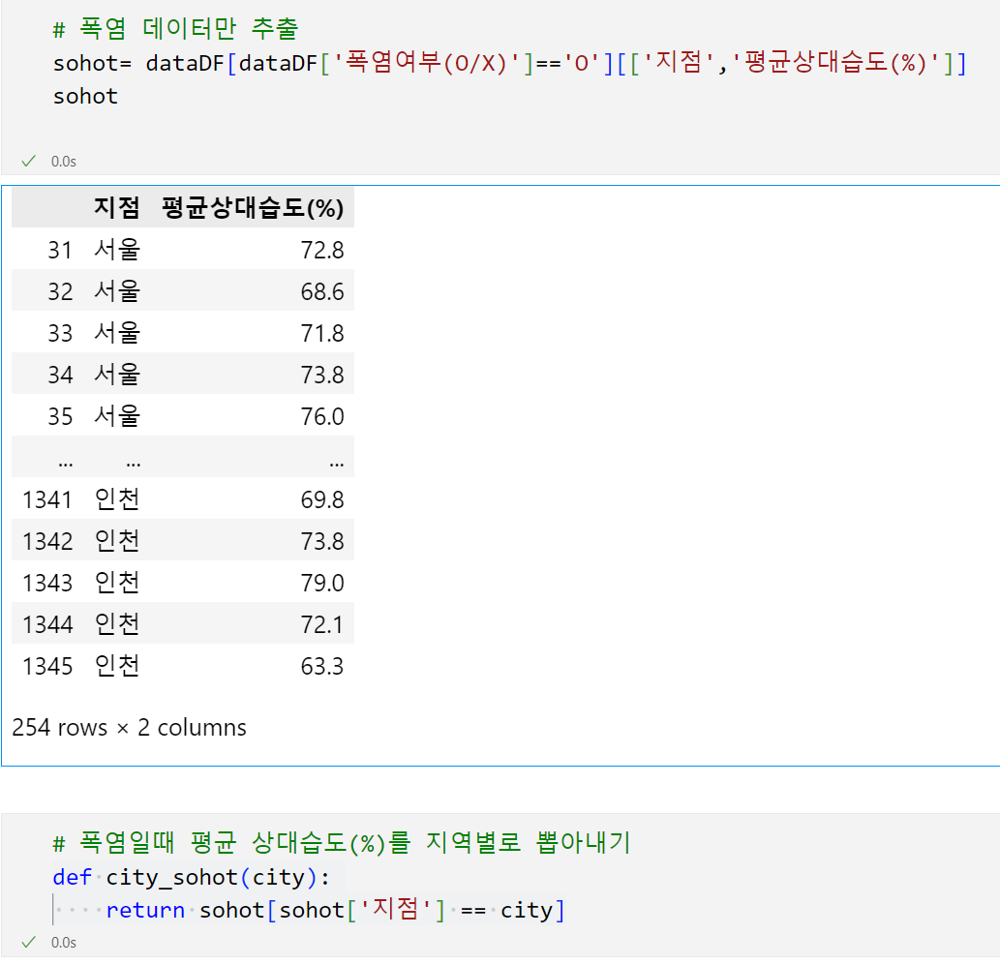 # 폭염 데이터만 추출
sohot= dataDF[dataDF['폭염여부(O/X)']=='O'][['지점','평균상대습도(%)']]
sohot
✓ 0.0s
지점 평균상대습도(%)
31 서울 72.8
32 서울 68.6
33 서울 71.8
34 서울 73.8
35 서울 76.0
... ... ...
1341 인천 69.8
1342 인천 73.8
1343 인천 79.0
1344 인천 72.1
1345 인천 63.3
254 rows × 2 columns
# 폭염일때 평균 상대습도(%)를 지역별로 뽑아내기
def city_sohot(city):
    return sohot[sohot['지점'] == city]
✓ 0.0s